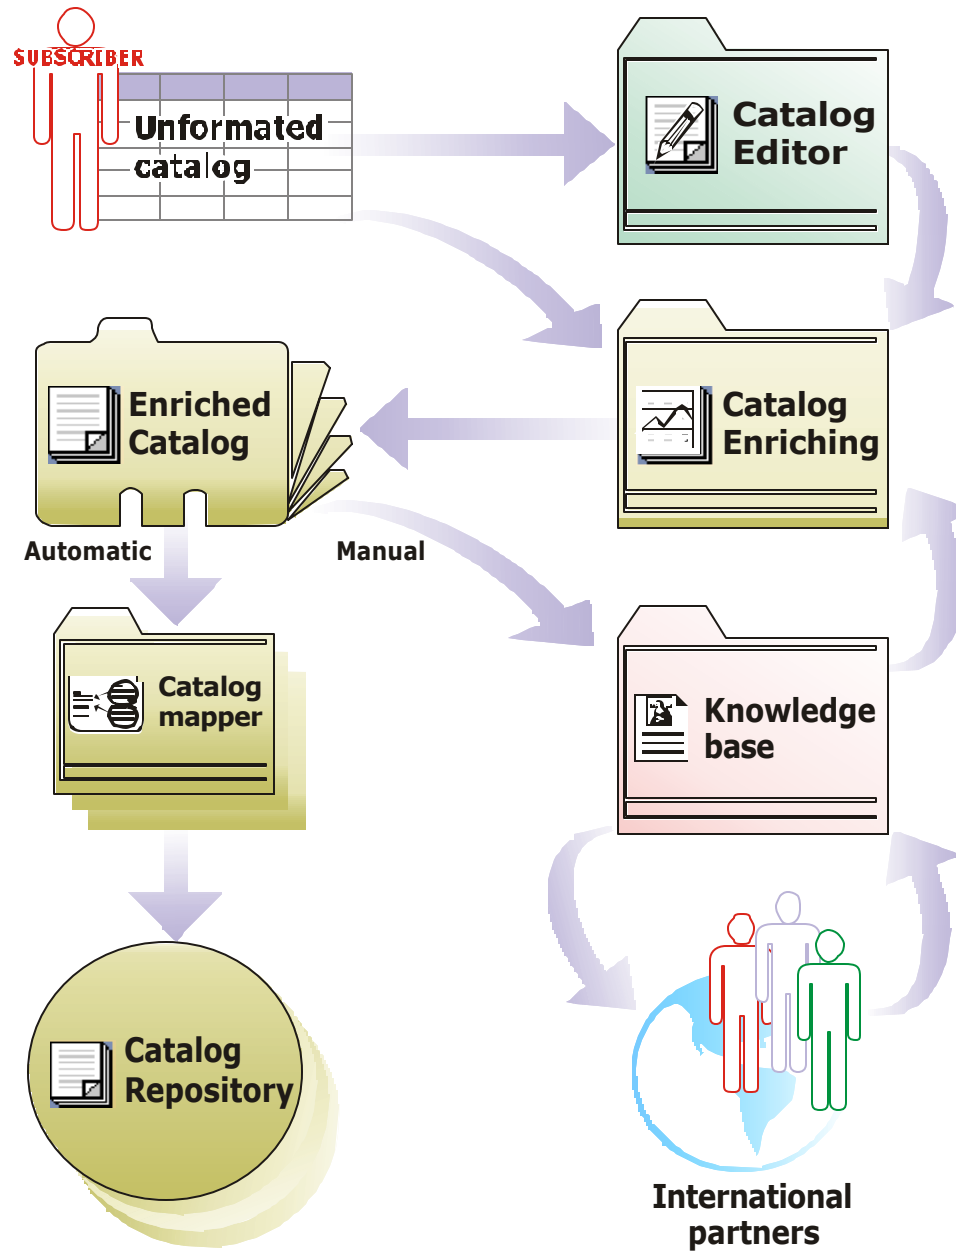 SUBSCRIBER
Unformated
catalog
Catalog
Editor
Enriched
Catalog
Catalog
Enriching
Automatic
Manual
Catalog
mapper
Knowledge
base
Catalog
Repository
International
partners